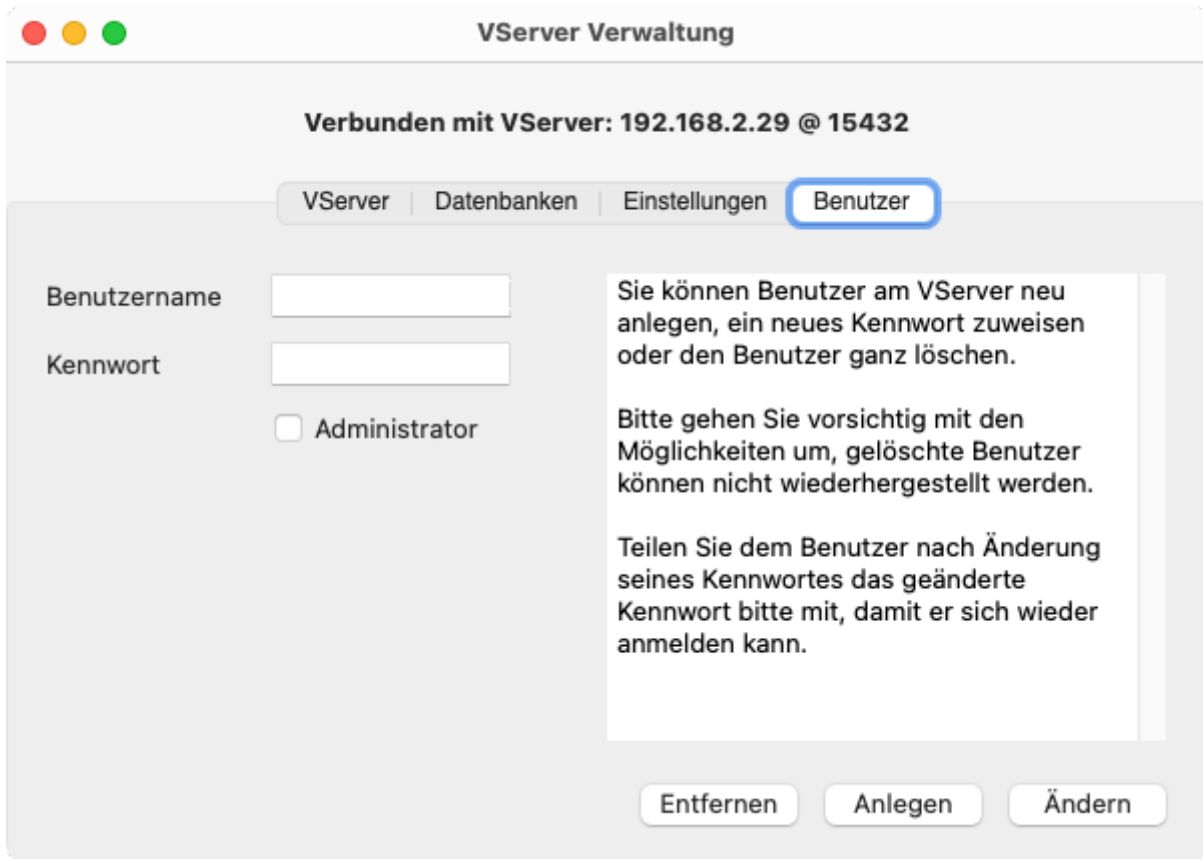 VServer Verwaltung
Verbunden mit VServer: 192.168.2.29 @ 15432
VServer Datenbanken Einstellungen Benutzer
Benutzername
Kennwort
Administrator
Sie können Benutzer am VServer neu
anlegen, ein neues Kennwort zuweisen
oder den Benutzer ganz löschen.
Bitte gehen Sie vorsichtig mit den
Möglichkeiten um, gelöschte Benutzer
können nicht wiederhergestellt werden.
Teilen Sie dem Benutzer nach Änderung
seines Kennwortes das geänderte
Kennwort bitte mit, damit er sich wieder
anmelden kann.
Entfernen Anlegen Ändern